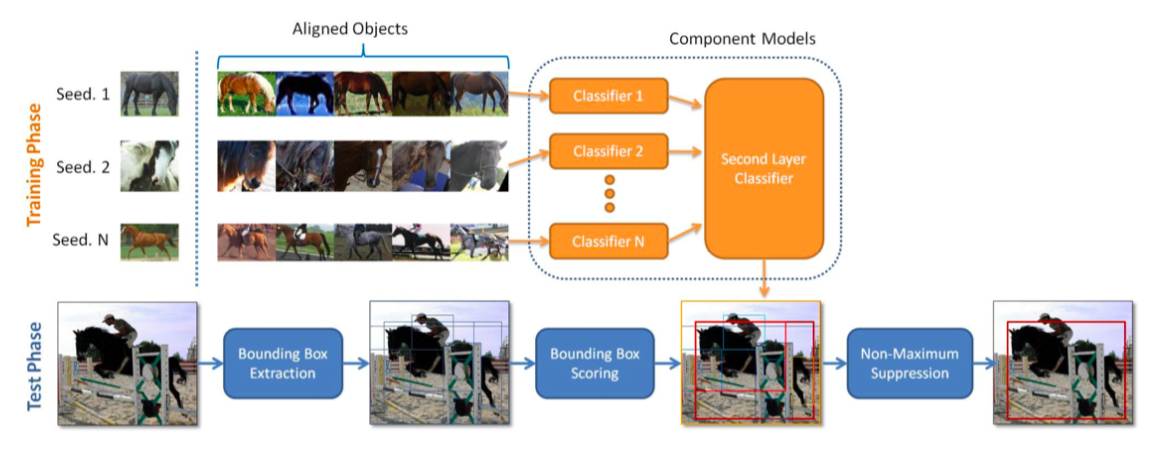 Aligned Objects
Component Models
Training Phase
Seed. 1
Classifier 1
Seed. 2
Classifier 2
Second Layer
Classifier
Seed. N
Classifier N
Test Phase
Bounding Box
Extraction
Bounding Box
Scoring
Non-Maximum
Suppression